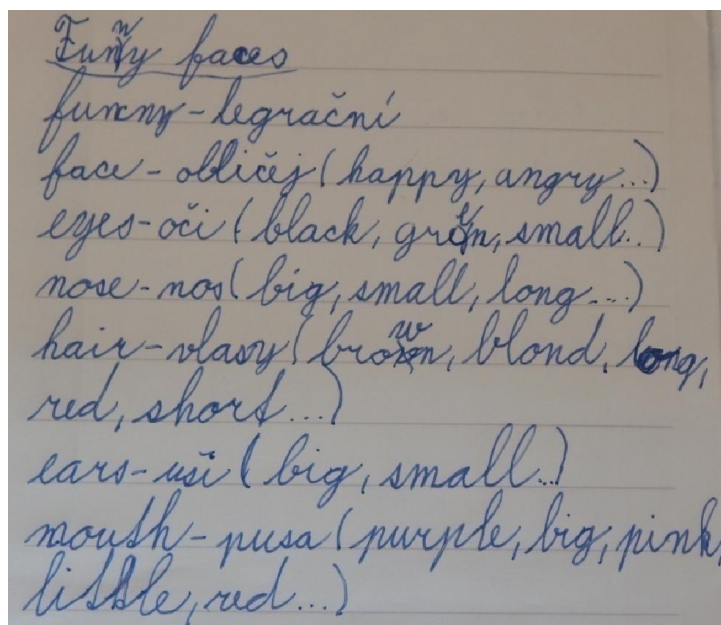 Funny faces
funny - legrační
face - obličej (happy, angry...)
eyes - oči (black, green, small..)
nose - nos (big, small, long...)
hair - vlasy (brown, blond, long,
red, short...)
ears - uši (big, small...)
mouth - pusa (purple, big, pink,
little, red...)